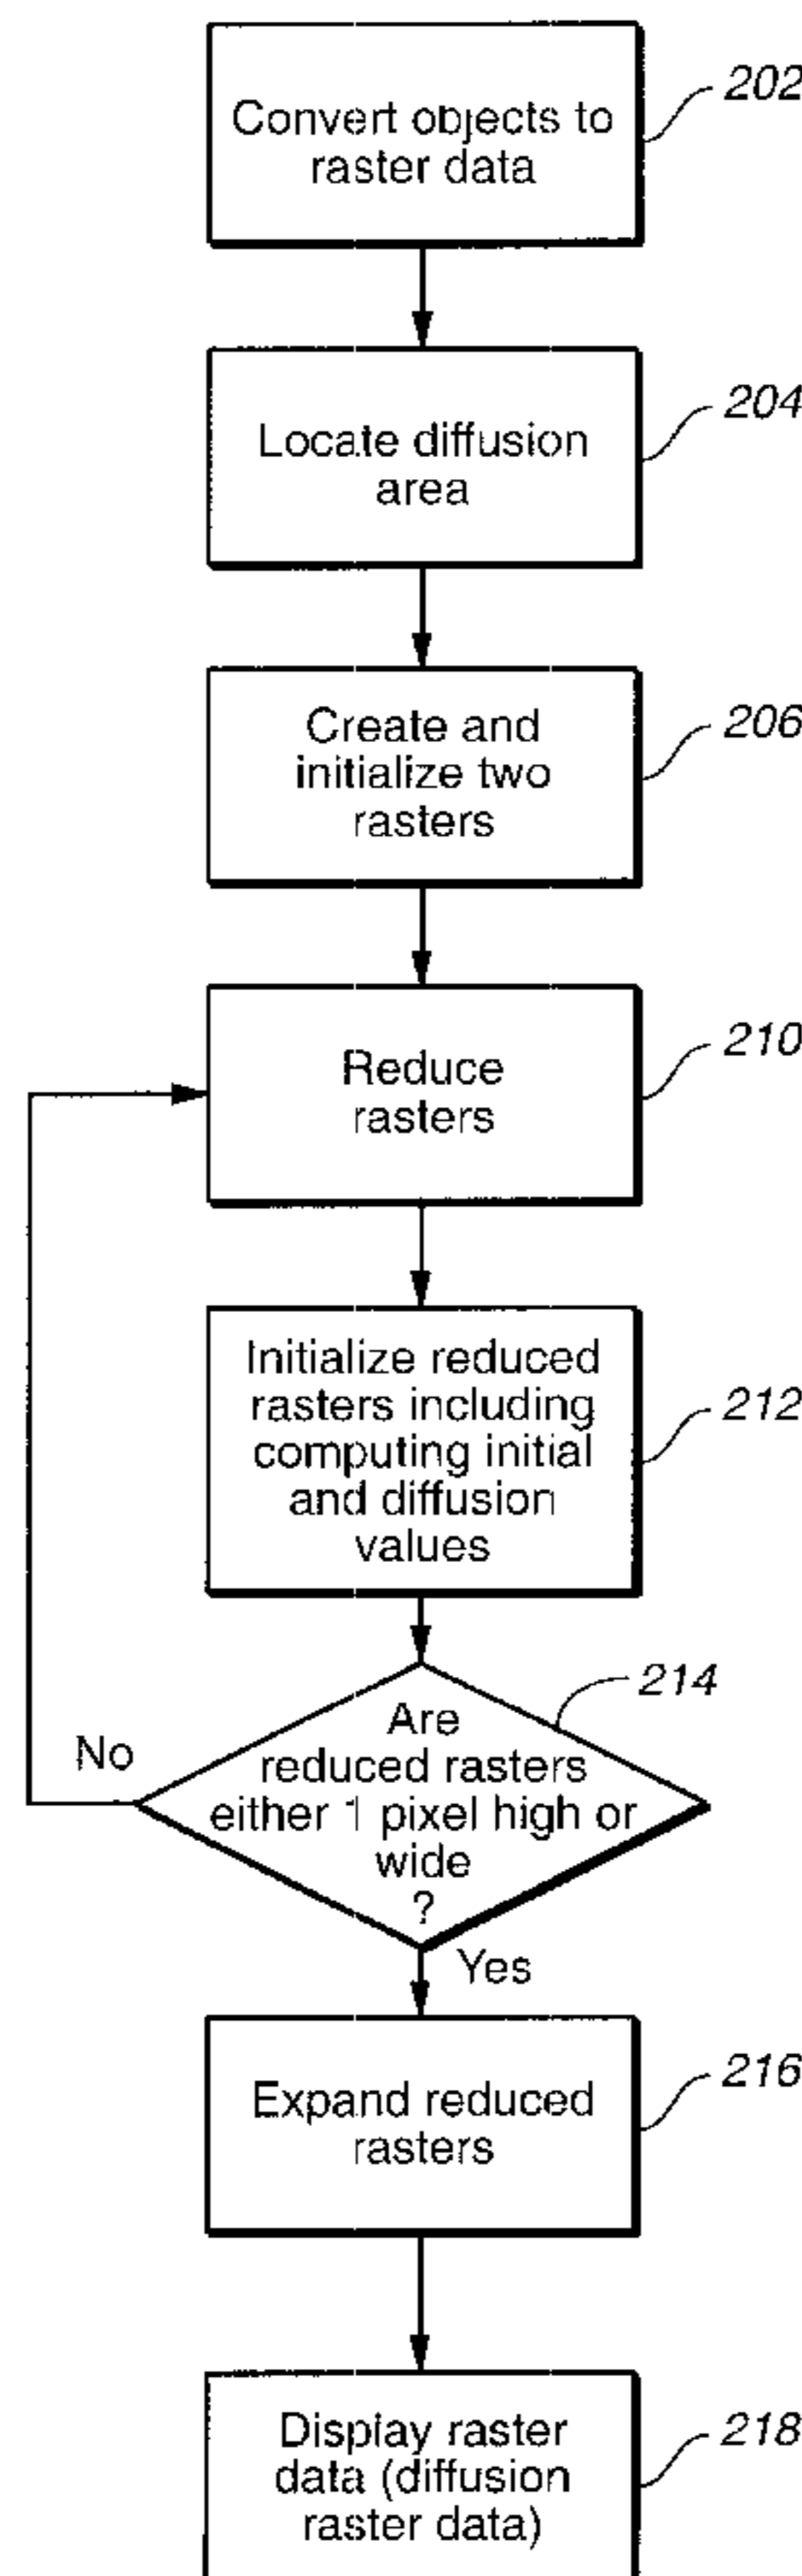 Convert objects to
raster data
202
Locate diffusion
area
204
Create and
initialize two
rasters
206
Reduce
rasters
210
Initialize reduced
rasters including
computing initial
and diffusion
values
212
Are
reduced rasters
either 1 pixel high or
wide
?
214
No
Yes
Expand reduced
rasters
216
Display raster
data (diffusion
raster data)
218